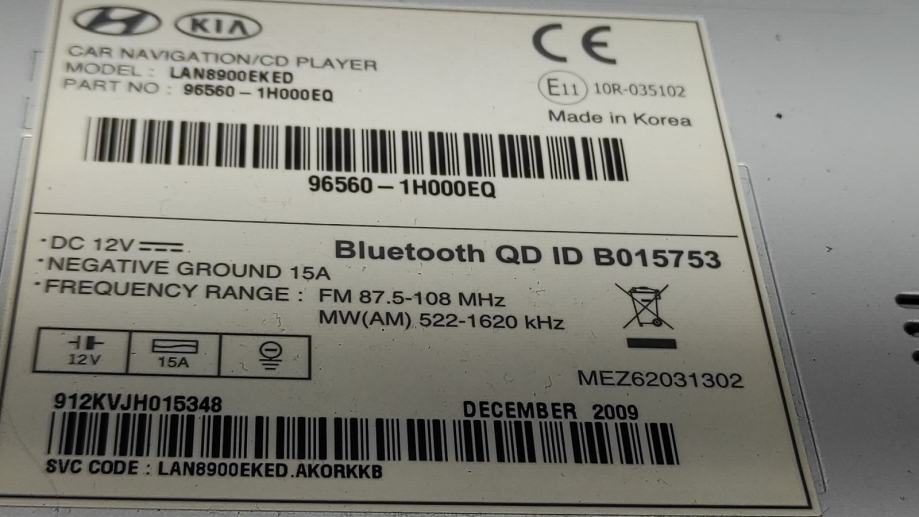 KIA
CE
CAR NAVIGATION/CD PLAYER
MODEL : LAN8900EKED
PART NO : 96560-1H000EQ
E11 10R-035102
Made in Korea
96560-1H000EQ
·DC 12V
Bluetooth QD ID B015753
·NEGATIVE GROUND 15A
·FREQUENCY RANGE : FM 87.5-108 MHz
MW(AM) 522-1620 kHz
12V 15A
MEZ62031302
912KVJH015348
DECEMBER 2009
SVC CODE : LAN8900EKED.AKORKKB